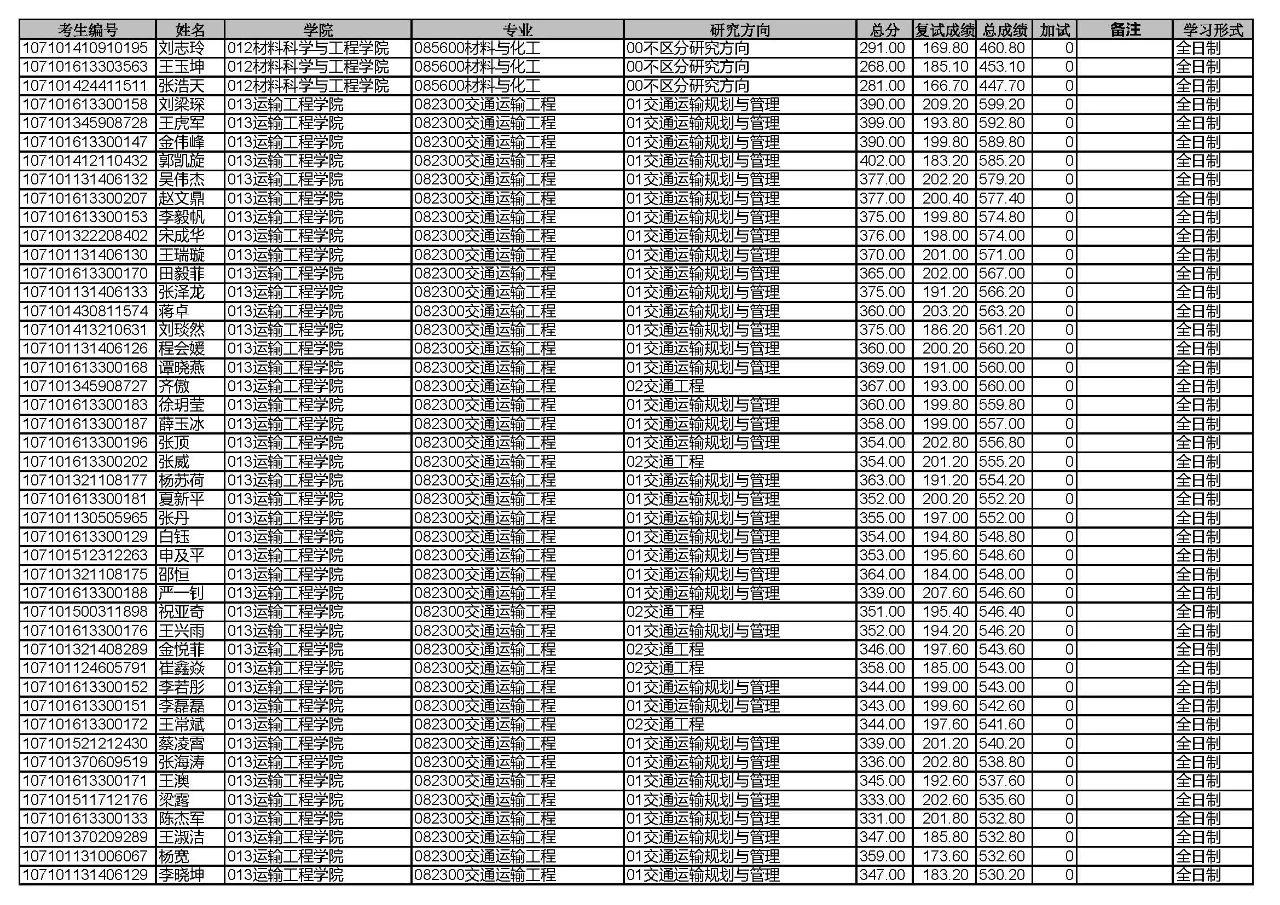 考生编号 姓名 学院 专业 研究方向 总分 复试成绩 总成绩 加试 备注 学习形式
107101410910195 刘志玲 012材料科学与工程学院 085600材料与化工 00不区分研究方向 291.00 169.80 460.80 0 全日制
107101613303563 王玉坤 012材料科学与工程学院 085600材料与化工 00不区分研究方向 268.00 185.10 453.10 0 全日制
107101424411511 张浩天 012材料科学与工程学院 085600材料与化工 00不区分研究方向 281.00 166.70 447.70 0 全日制
107101613300158 刘梁琛 013运输工程学院 082300交通运输工程 01交通运输规划与管理 390.00 209.20 599.20 0 全日制
107101345908728 王虎军 013运输工程学院 082300交通运输工程 01交通运输规划与管理 399.00 193.80 592.80 0 全日制
107101613300147 金伟峰 013运输工程学院 082300交通运输工程 01交通运输规划与管理 390.00 199.80 589.80 0 全日制
107101412110432 郭凯旋 013运输工程学院 082300交通运输工程 01交通运输规划与管理 402.00 183.20 585.20 0 全日制
107101131406132 吴伟杰 013运输工程学院 082300交通运输工程 01交通运输规划与管理 377.00 202.20 579.20 0 全日制
107101613300207 赵文鼎 013运输工程学院 082300交通运输工程 01交通运输规划与管理 377.00 200.40 577.40 0 全日制
107101613300153 李毅帆 013运输工程学院 082300交通运输工程 01交通运输规划与管理 375.00 199.80 574.80 0 全日制
107101322208402 宋成华 013运输工程学院 082300交通运输工程 01交通运输规划与管理 376.00 198.00 574.00 0 全日制
107101131406130 王瑞璇 013运输工程学院 082300交通运输工程 01交通运输规划与管理 370.00 201.00 571.00 0 全日制
107101613300170 田毅菲 013运输工程学院 082300交通运输工程 01交通运输规划与管理 365.00 202.00 567.00 0 全日制
107101131406133 张泽龙 013运输工程学院 082300交通运输工程 01交通运输规划与管理 375.00 191.20 566.20 0 全日制
107101430811574 蒋卓 013运输工程学院 082300交通运输工程 01交通运输规划与管理 360.00 203.20 563.20 0 全日制
107101413210631 刘琰然 013运输工程学院 082300交通运输工程 01交通运输规划与管理 375.00 186.20 561.20 0 全日制
107101131406126 程会媛 013运输工程学院 082300交通运输工程 01交通运输规划与管理 360.00 200.20 560.20 0 全日制
107101613300168 谭晓燕 013运输工程学院 082300交通运输工程 01交通运输规划与管理 369.00 191.00 560.00 0 全日制
107101345908727 齐傲 013运输工程学院 082300交通运输工程 02交通工程 367.00 193.00 560.00 0 全日制
107101613300183 徐玥莹 013运输工程学院 082300交通运输工程 01交通运输规划与管理 360.00 199.80 559.80 0 全日制
107101613300187 薛玉冰 013运输工程学院 082300交通运输工程 01交通运输规划与管理 358.00 199.00 557.00 0 全日制
107101613300196 张顶 013运输工程学院 082300交通运输工程 01交通运输规划与管理 354.00 202.80 556.80 0 全日制
107101613300202 张威 013运输工程学院 082300交通运输工程 02交通工程 354.00 201.20 555.20 0 全日制
107101321108177 杨苏荷 013运输工程学院 082300交通运输工程 01交通运输规划与管理 363.00 191.20 554.20 0 全日制
107101613300181 夏新平 013运输工程学院 082300交通运输工程 01交通运输规划与管理 352.00 200.20 552.20 0 全日制
107101130505965 张丹 013运输工程学院 082300交通运输工程 01交通运输规划与管理 355.00 197.00 552.00 0 全日制
107101613300129 白钰 013运输工程学院 082300交通运输工程 01交通运输规划与管理 354.00 194.80 548.80 0 全日制
107101512312263 申及平 013运输工程学院 082300交通运输工程 01交通运输规划与管理 353.00 195.60 548.60 0 全日制
107101321108175 邵恒 013运输工程学院 082300交通运输工程 01交通运输规划与管理 364.00 184.00 548.00 0 全日制
107101613300188 严一钊 013运输工程学院 082300交通运输工程 01交通运输规划与管理 339.00 207.60 546.60 0 全日制
107101500311898 祝亚奇 013运输工程学院 082300交通运输工程 02交通工程 351.00 195.40 546.40 0 全日制
107101613300176 王兴雨 013运输工程学院 082300交通运输工程 01交通运输规划与管理 352.00 194.20 546.20 0 全日制
107101321408289 金悦菲 013运输工程学院 082300交通运输工程 02交通工程 346.00 197.60 543.60 0 全日制
107101124605791 崔鑫焱 013运输工程学院 082300交通运输工程 02交通工程 358.00 185.00 543.00 0 全日制
107101613300152 李若彤 013运输工程学院 082300交通运输工程 01交通运输规划与管理 344.00 199.00 543.00 0 全日制
107101613300151 李磊磊 013运输工程学院 082300交通运输工程 01交通运输规划与管理 343.00 199.60 542.60 0 全日制
107101613300172 王常斌 013运输工程学院 082300交通运输工程 02交通工程 344.00 197.60 541.60 0 全日制
107101521212430 蔡凌霄 013运输工程学院 082300交通运输工程 01交通运输规划与管理 339.00 201.20 540.20 0 全日制
107101370609519 张海涛 013运输工程学院 082300交通运输工程 01交通运输规划与管理 336.00 202.80 538.80 0 全日制
107101613300171 王澳 013运输工程学院 082300交通运输工程 01交通运输规划与管理 345.00 192.60 537.60 0 全日制
107101511712176 梁露 013运输工程学院 082300交通运输工程 01交通运输规划与管理 333.00 202.60 535.60 0 全日制
107101613300133 陈杰军 013运输工程学院 082300交通运输工程 01交通运输规划与管理 331.00 201.80 532.80 0 全日制
107101370209289 王淑洁 013运输工程学院 082300交通运输工程 01交通运输规划与管理 347.00 185.80 532.80 0 全日制
107101131006067 杨宽 013运输工程学院 082300交通运输工程 01交通运输规划与管理 359.00 173.60 532.60 0 全日制
107101131406129 李晓坤 013运输工程学院 082300交通运输工程 01交通运输规划与管理 347.00 183.20 530.20 0 全日制